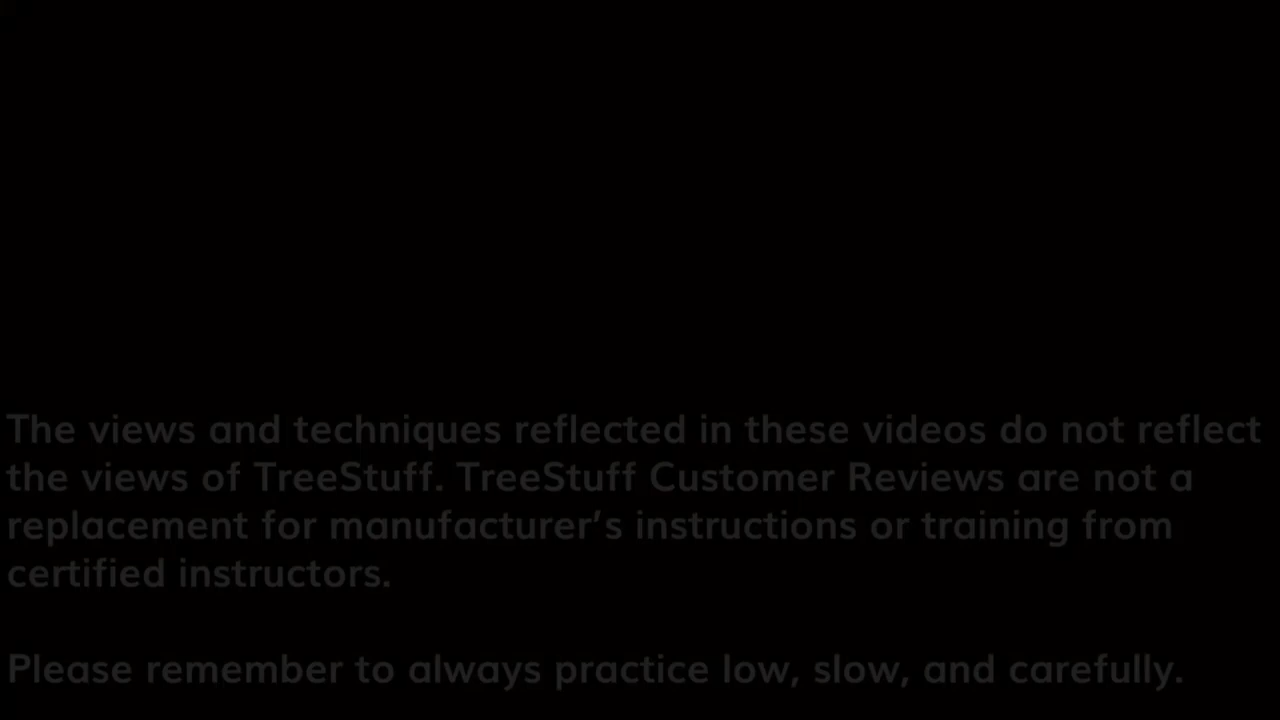 The views and techniques reflected in these videos do not reflect
the views of TreeStuff. TreeStuff Customer Reviews are not a
replacement for manufacturer’s instructions or training from
certified instructors.
Please remember to always practice low, slow, and carefully.